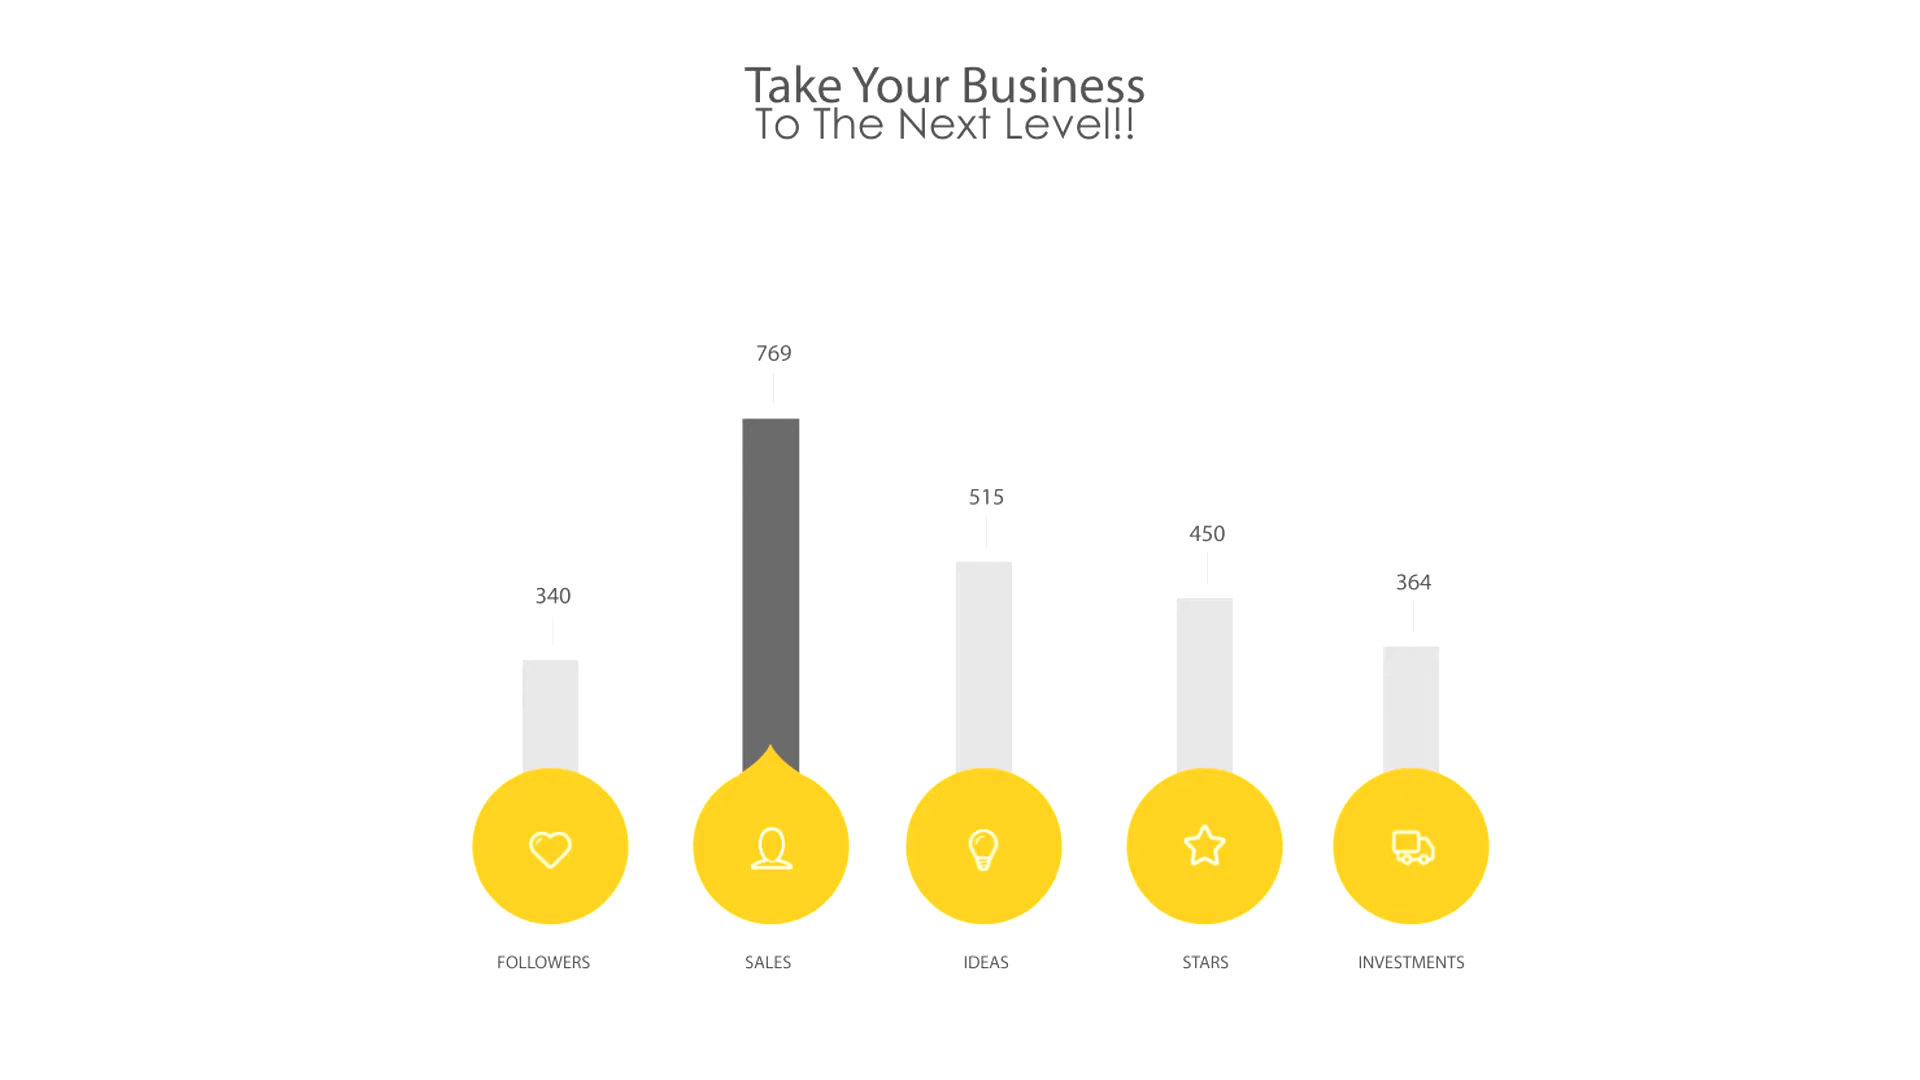 Take Your Business
To The Next Level!!
769
515
450
364
340
FOLLOWERS
SALES
IDEAS
STARS
INVESTMENTS